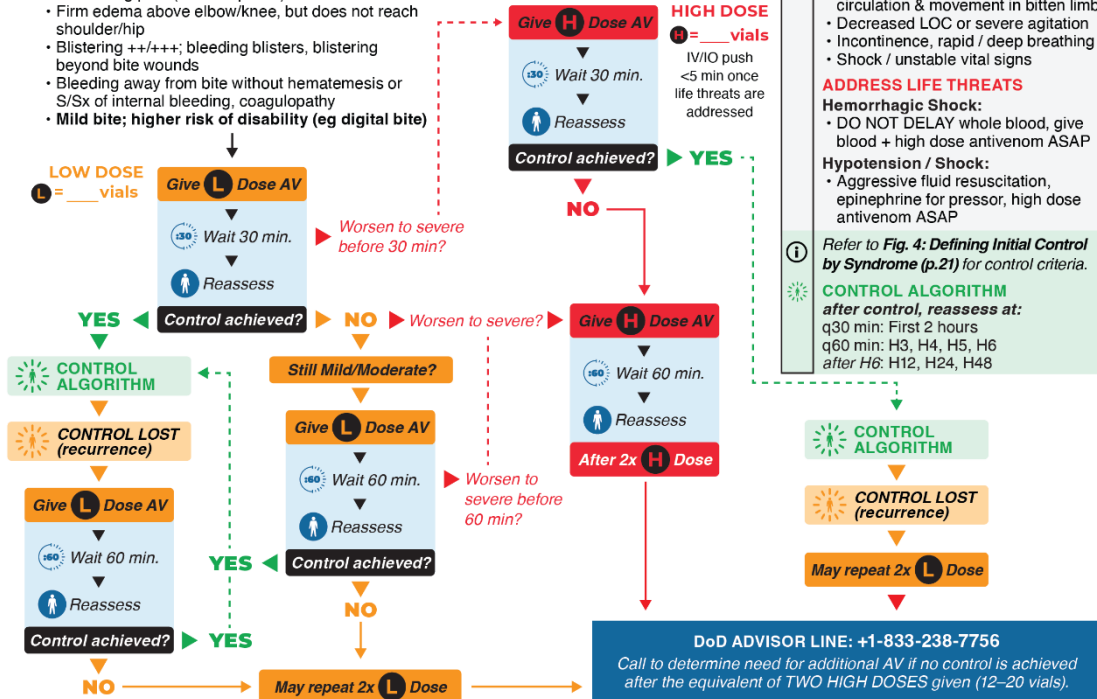 • Firm edema above elbow/knee, but does not reach
shoulder/hip
• Blistering ++/+++; bleeding blisters, blistering
beyond bite wounds
• Bleeding away from bite without hematemesis or
S/Sx of internal bleeding, coagulopathy
• Mild bite; higher risk of disability (eg digital bite)
LOW DOSE
L = ___ vials
Give L Dose AV
:30 Wait 30 min.
Reassess
Control achieved?
Worsen to severe
before 30 min?
Give H Dose AV
:30 Wait 30 min.
Reassess
Control achieved?
YES
NO
HIGH DOSE
H = ___ vials
IV/IO push
<5 min once
life threats are
addressed
circulation & movement in bitten limb
• Decreased LOC or severe agitation
• Incontinence, rapid / deep breathing
• Shock / unstable vital signs
ADDRESS LIFE THREATS
Hemorrhagic Shock:
• DO NOT DELAY whole blood, give
blood + high dose antivenom ASAP
Hypotension / Shock:
• Aggressive fluid resuscitation,
epinephrine for pressor, high dose
antivenom ASAP
i
Refer to Fig. 4: Defining Initial Control
by Syndrome (p.21) for control criteria.
CONTROL ALGORITHM
after control, reassess at:
q30 min: First 2 hours
q60 min: H3, H4, H5, H6
after H6: H12, H24, H48
YES
NO
Worsen to severe?
Give H Dose AV
:60 Wait 60 min.
Reassess
After 2x H Dose
CONTROL
ALGORITHM
CONTROL LOST
(recurrence)
Give L Dose AV
:60 Wait 60 min.
Reassess
Control achieved?
YES
NO
Still Mild/Moderate?
Give L Dose AV
:60 Wait 60 min.
Reassess
Control achieved?
Worsen to
severe before
60 min?
YES
NO
May repeat 2x L Dose
CONTROL
ALGORITHM
CONTROL LOST
(recurrence)
May repeat 2x L Dose
DoD ADVISOR LINE: +1-833-238-7756
Call to determine need for additional AV if no control is achieved
after the equivalent of TWO HIGH DOSES given (12–20 vials).